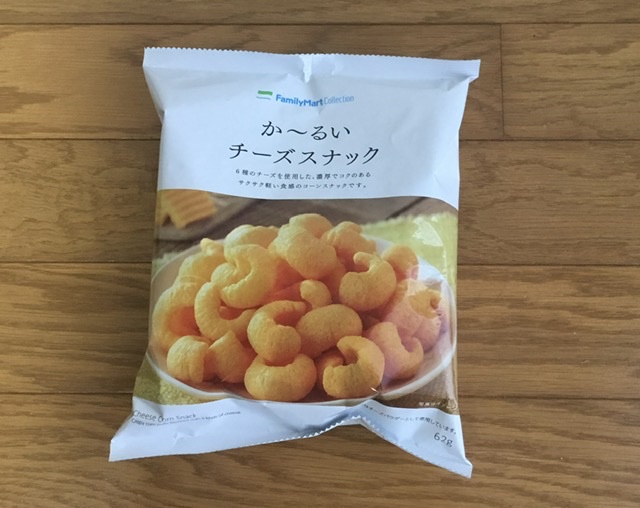 FamilyMart Collection
か〜るい
チーズスナック
6種のチーズを使用した、濃厚でコクのある
サクサク軽い食感のコーンスナックです。
Cheese Corn Snack
62g